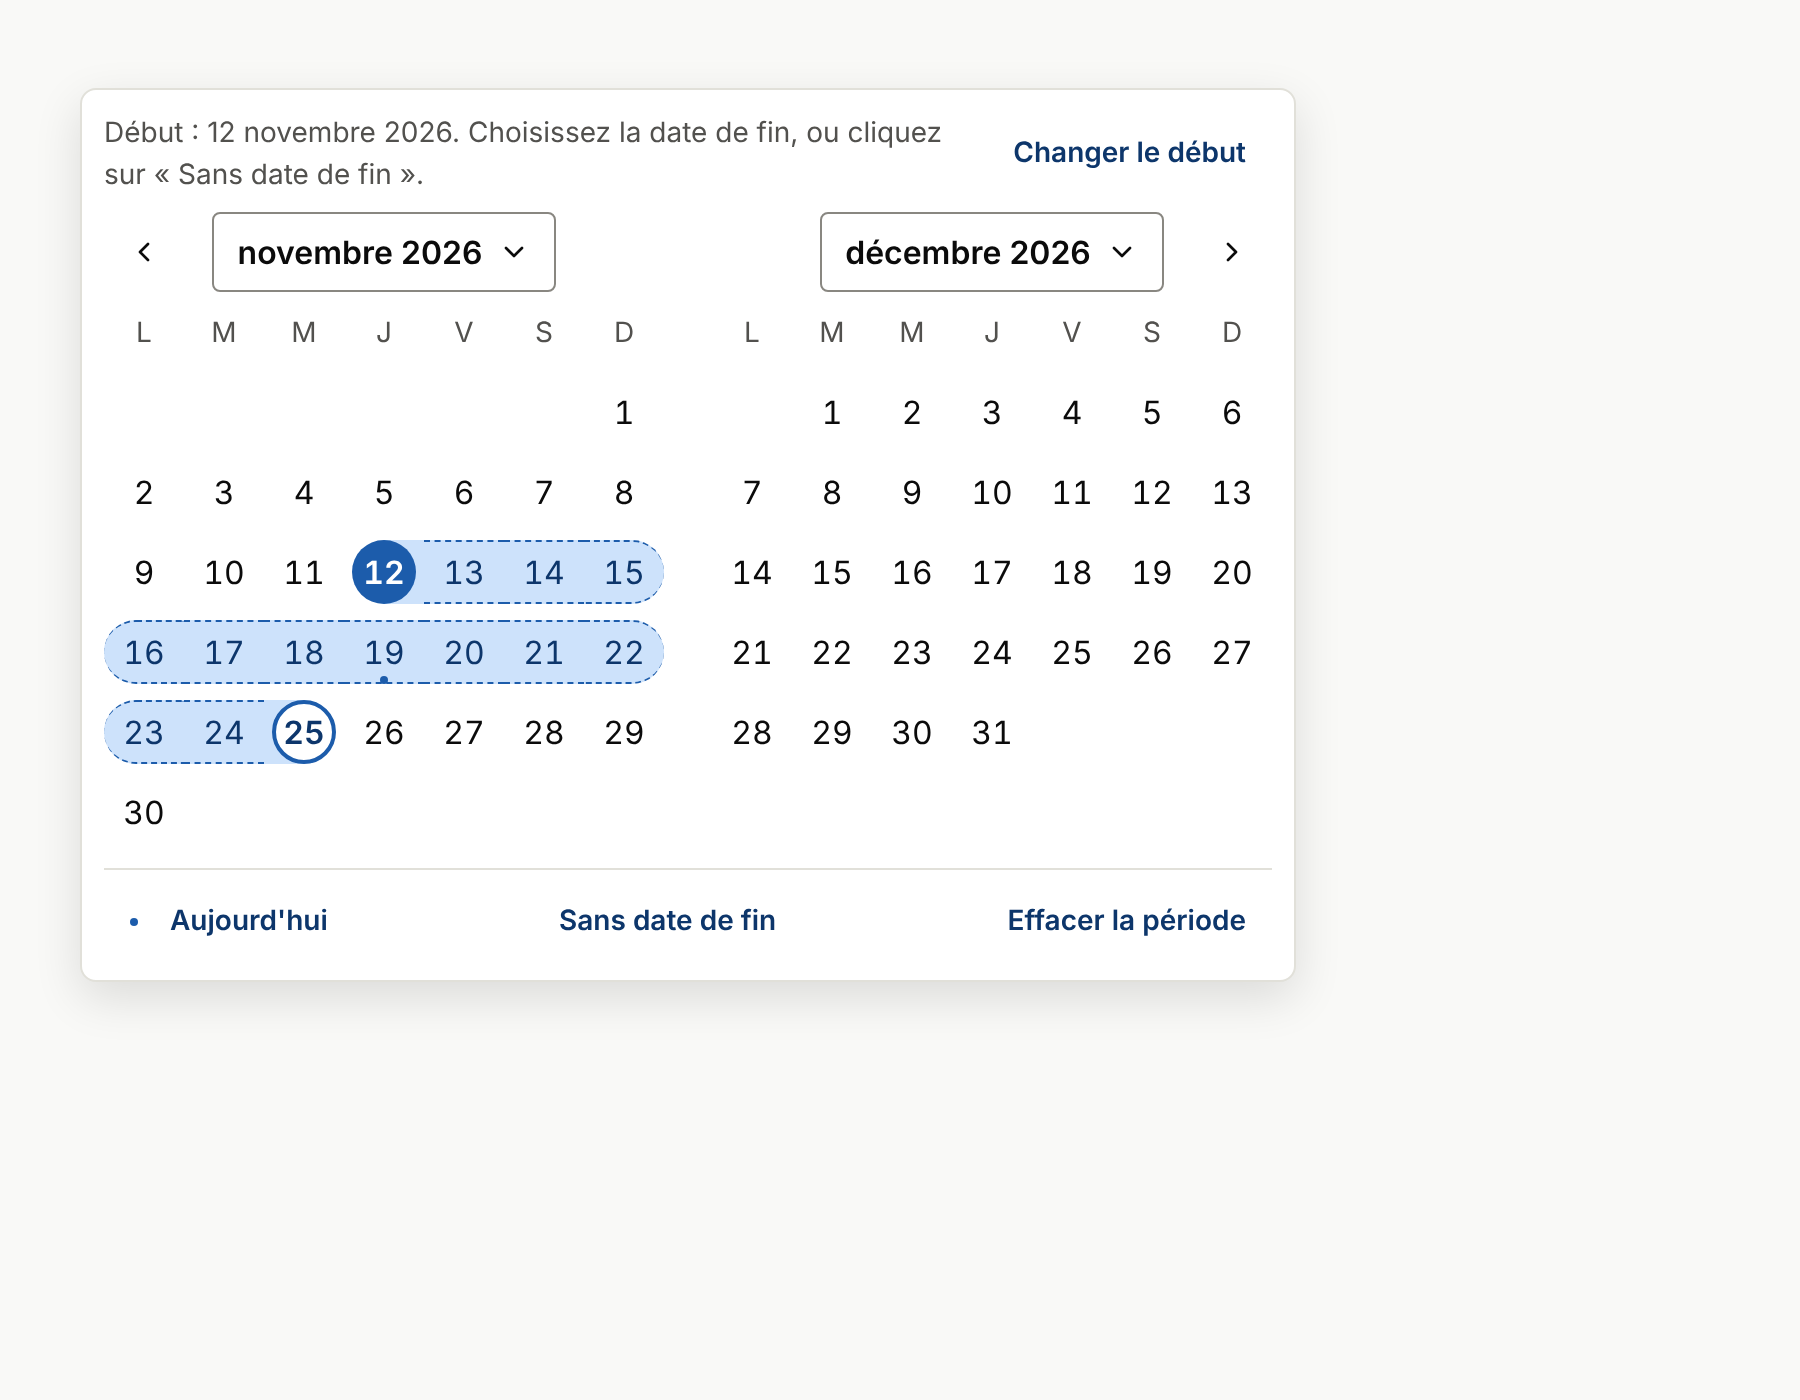 Début : 12 novembre 2026. Choisissez la date de fin, ou cliquez
sur « Sans date de fin ».
Changer le début
novembre 2026
L M M J V S D
1
2 3 4 5 6 7 8
9 10 11 12 13 14 15
16 17 18 19 20 21 22
23 24 25 26 27 28 29
30
décembre 2026
L M M J V S D
1 2 3 4 5 6
7 8 9 10 11 12 13
14 15 16 17 18 19 20
21 22 23 24 25 26 27
28 29 30 31
Aujourd'hui
Sans date de fin
Effacer la période